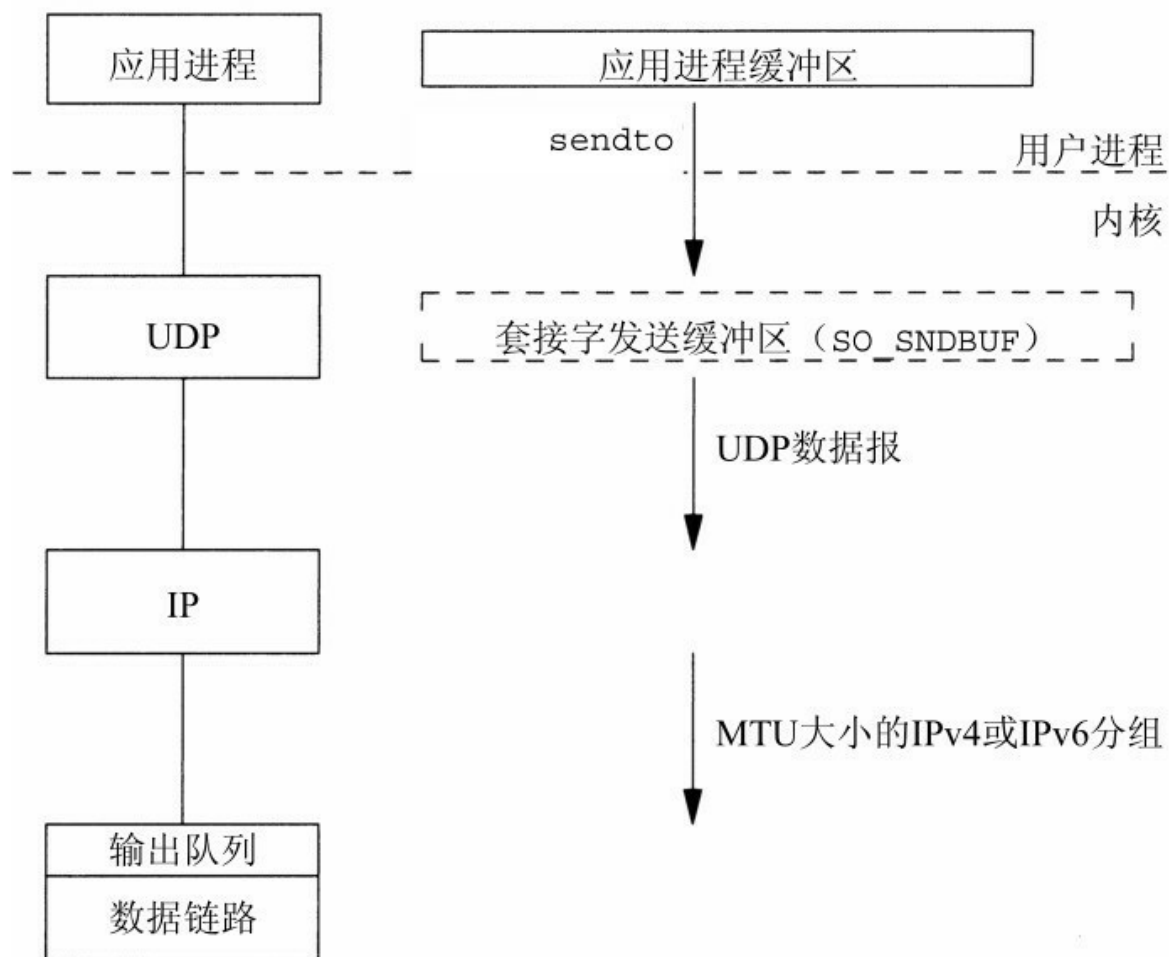 应用进程
应用进程缓冲区
sendto
用户进程
内核
UDP
套接字发送缓冲区（SO_SNDBUF）
UDP数据报
IP
MTU大小的IPv4或IPv6分组
输出队列
数据链路